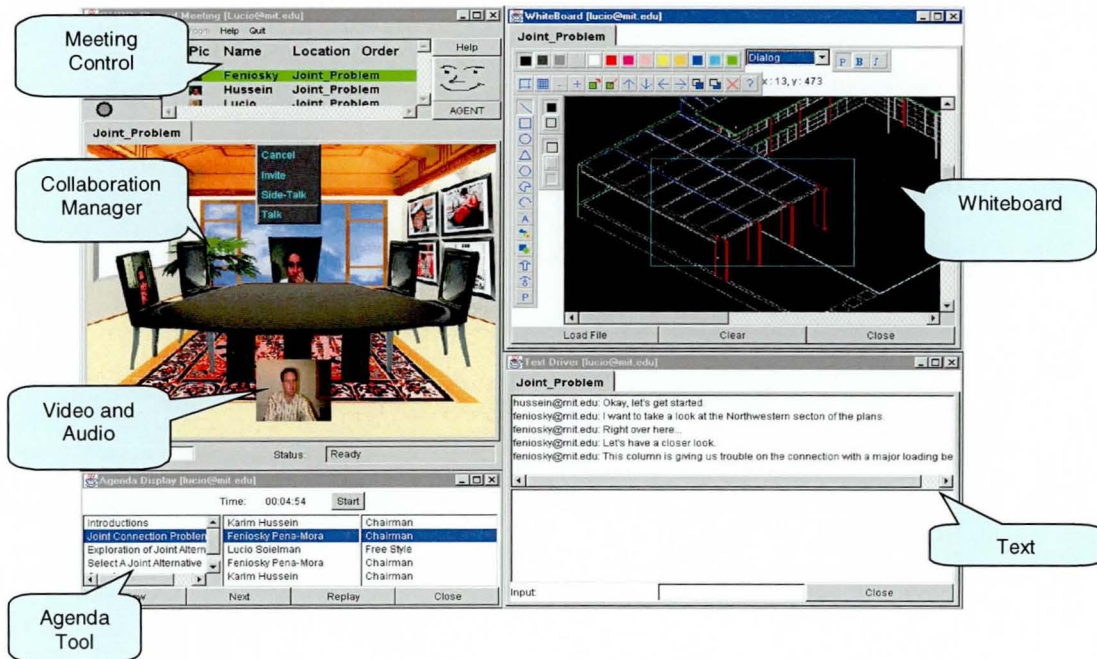 Meeting
Control
Meeting [Lucio@mit.edu]
Help Quit
Pic Name Location Order
Feniosky Joint_Problem
Hussein Joint_Problem
Lucio Joint_Problem
Help
AGENT
Joint_Problem
Cancel
Invite
Side-Talk
Talk
Collaboration
Manager
Video and
Audio
Status: Ready
Agenda Display [lucio@mit.edu]
Time: 00:04:54 Start
Introductions Karim Hussein Chairman
Joint Connection Problem Feniosky Pena-Mora Chairman
Exploration of Joint Altern Lucio Soielman Free Style
Select A Joint Alternative Feniosky Pena-Mora Chairman
Karim Hussein Chairman
Next Replay Close
Agenda
Tool
WhiteBoard [lucio@mit.edu]
Joint_Problem
Dialog P B I
x: 13, y: 473
A
P
Whiteboard
Load File Clear Close
Text Driver [lucio@mit.edu]
Joint_Problem
hussein@mit.edu: Okay, let's get started.
feniosky@mit.edu: I want to take a look at the Northwestern secton of the plans.
feniosky@mit.edu: Right over here...
feniosky@mit.edu: Let's have a closer look.
feniosky@mit.edu: This column is giving us trouble on the connection with a major loading be
Text
Input: Close